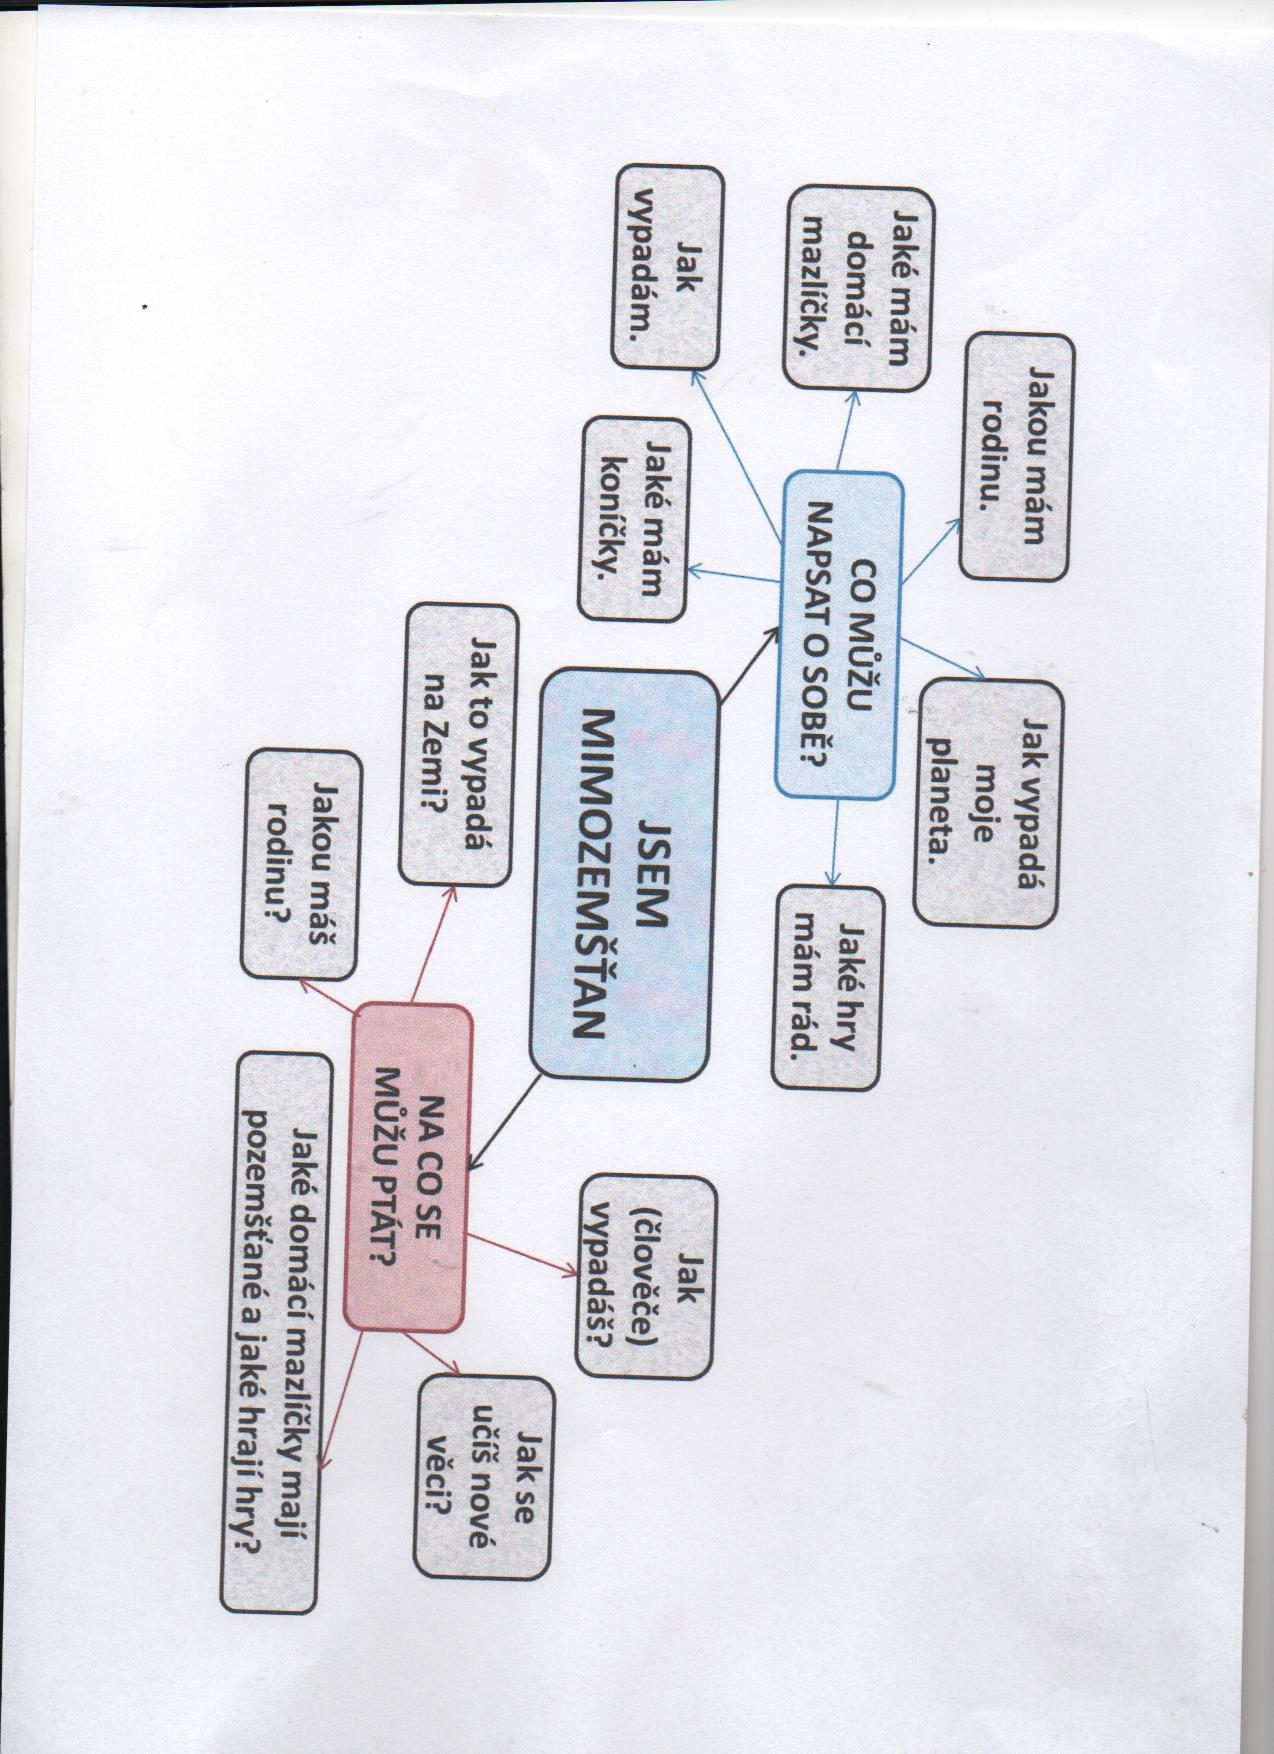 Jakou mám
rodinu.
Jak vypadá
moje
planeta.
Jaké mám
domácí
mazlíčky.
CO MŮŽU
NAPSAT O SOBĚ?
Jaké hry
mám rád.
Jak
vypadám.
Jaké mám
koníčky.
JSEM
MIMOZEMŠŤAN
Jak
(člověče)
vypadáš?
Jak to vypadá
na Zemi?
NA CO SE
MŮŽU PTÁT?
Jak se
učíš nové
věci?
Jakou máš
rodinu?
Jaké domácí mazlíčky mají
pozemšťané a jaké hrají hry?